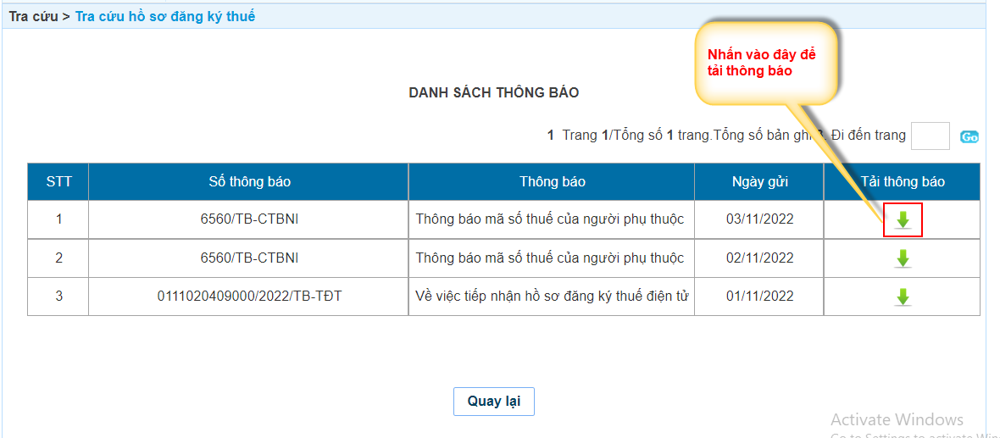 Tra cứu > Tra cứu hồ sơ đăng ký thuế
Nhấn vào đây để
tải thông báo
DANH SÁCH THÔNG BÁO
1 Trang 1/Tổng số 1 trang.Tổng số bản ghi . Đi đến trang Go
STT Số thông báo Thông báo Ngày gửi Tải thông báo
1 6560/TB-CTBNI Thông báo mã số thuế của người phụ thuộc 03/11/2022
2 6560/TB-CTBNI Thông báo mã số thuế của người phụ thuộc 02/11/2022
3 0111020409000/2022/TB-TĐT Về việc tiếp nhận hồ sơ đăng ký thuế điện tử 01/11/2022
Quay lại
Activate Windows
Go to Settings to activate Win